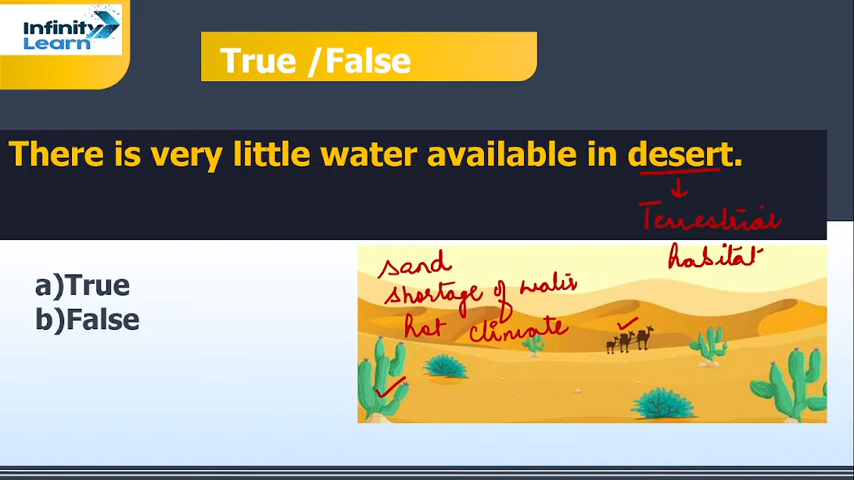 Infinity
Learn
True /False
There is very little water available in desert.
Terrestrial
habitat
sand
shortage of water
hot climate
a)True
b)False